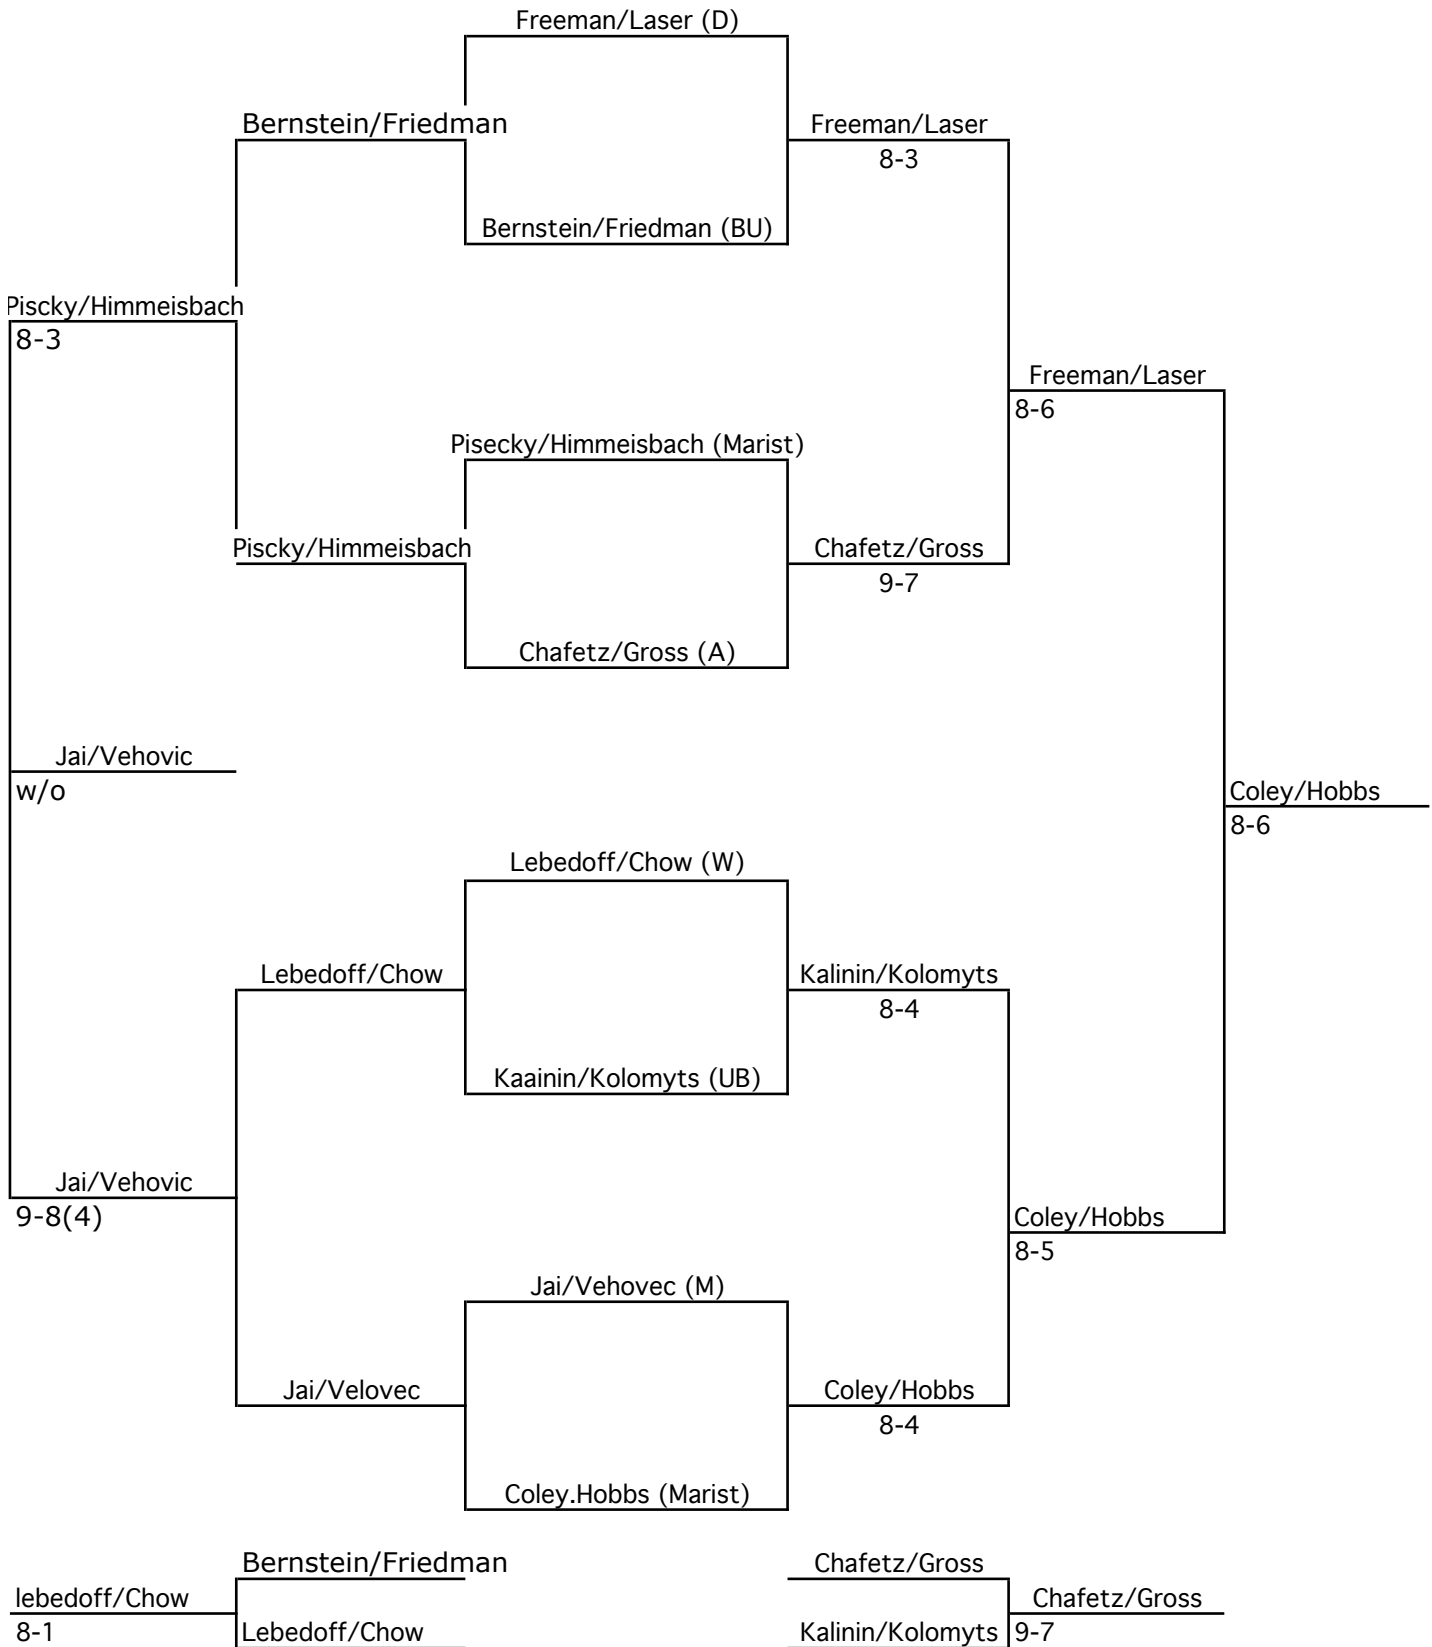 Freeman/Laser (D)
Bernstein/Friedman
Freeman/Laser
8-3
Bernstein/Friedman (BU)
Piscky/Himmeisbach
8-3
Freeman/Laser
8-6
Pisecky/Himmeisbach (Marist)
Piscky/Himmeisbach
Chafetz/Gross
9-7
Chafetz/Gross (A)
Jai/Vehovic
w/o
Coley/Hobbs
8-6
Lebedoff/Chow (W)
Lebedoff/Chow
Kalinin/Kolomyts
8-4
Kaainin/Kolomyts (UB)
Jai/Vehovic
9-8(4)
Coley/Hobbs
8-5
Jai/Vehovec (M)
Jai/Velovec
Coley/Hobbs
8-4
Coley.Hobbs (Marist)
Bernstein/Friedman
Chafetz/Gross
lebedoff/Chow
Chafetz/Gross
8-1
Lebedoff/Chow
Kalinin/Kolomyts
9-7